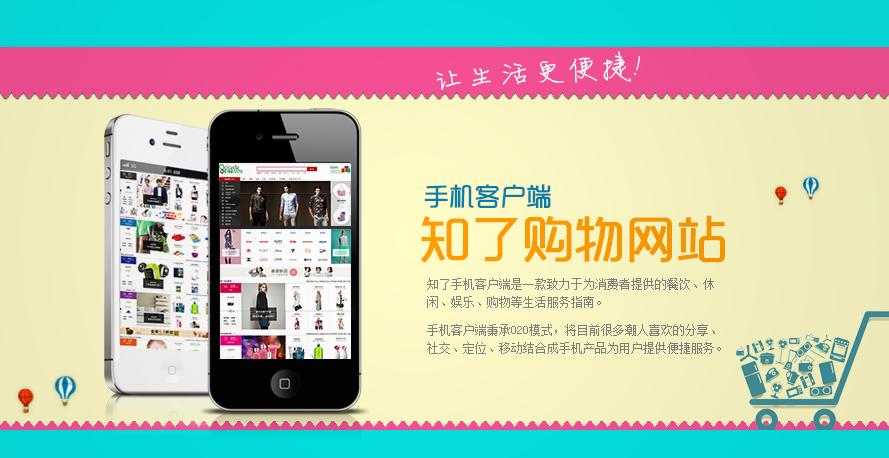 让生活更便捷!
手机客户端
知了购物网站
知了手机客户端是一款致力于为消费者提供的餐饮、休
闲、娱乐、购物等生活服务指南。
手机客户端秉承O2O模式，将目前很多潮人喜欢的分享、
社交、定位、移动结合成手机产品为用户提供便捷服务。